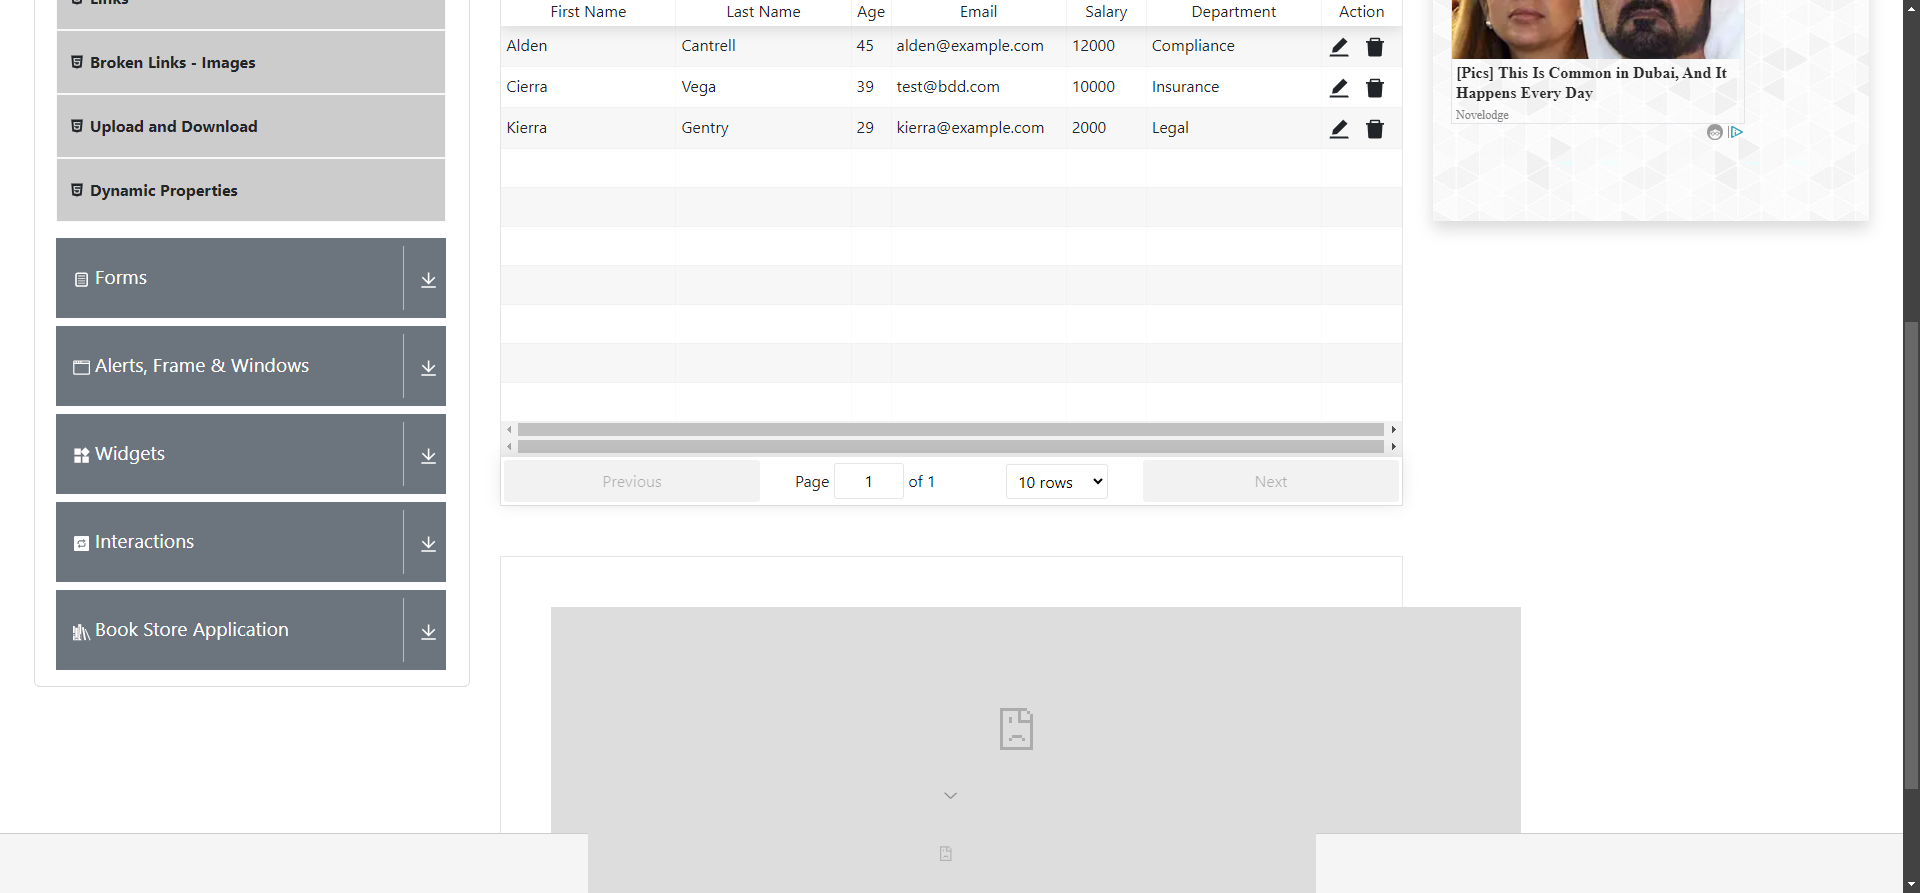 Links
Broken Links - Images
Upload and Download
Dynamic Properties
Forms
Alerts, Frame & Windows
Widgets
Interactions
Book Store Application
First Name Last Name Age Email Salary Department Action
Alden Cantrell 45 alden@example.com 12000 Compliance
Cierra Vega 39 test@bdd.com 10000 Insurance
Kierra Gentry 29 kierra@example.com 2000 Legal
Previous Page 1 of 1 10 rows Next
[Pics] This Is Common in Dubai, And It
Happens Every Day
Novelodge